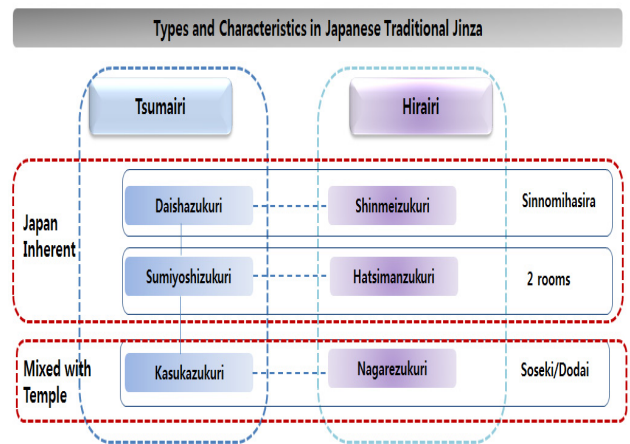 Types and Characteristics in Japanese Traditional Jinza
Tsumairi
Hirairi
Japan
Inherent
Daishazukuri
Shinmeizukuri
Sinnomihasira
Sumiyoshizukuri
Hatsimanzukuri
2 rooms
Mixed with
Temple
Kasukazukuri
Nagarezukuri
Soseki/Dodai